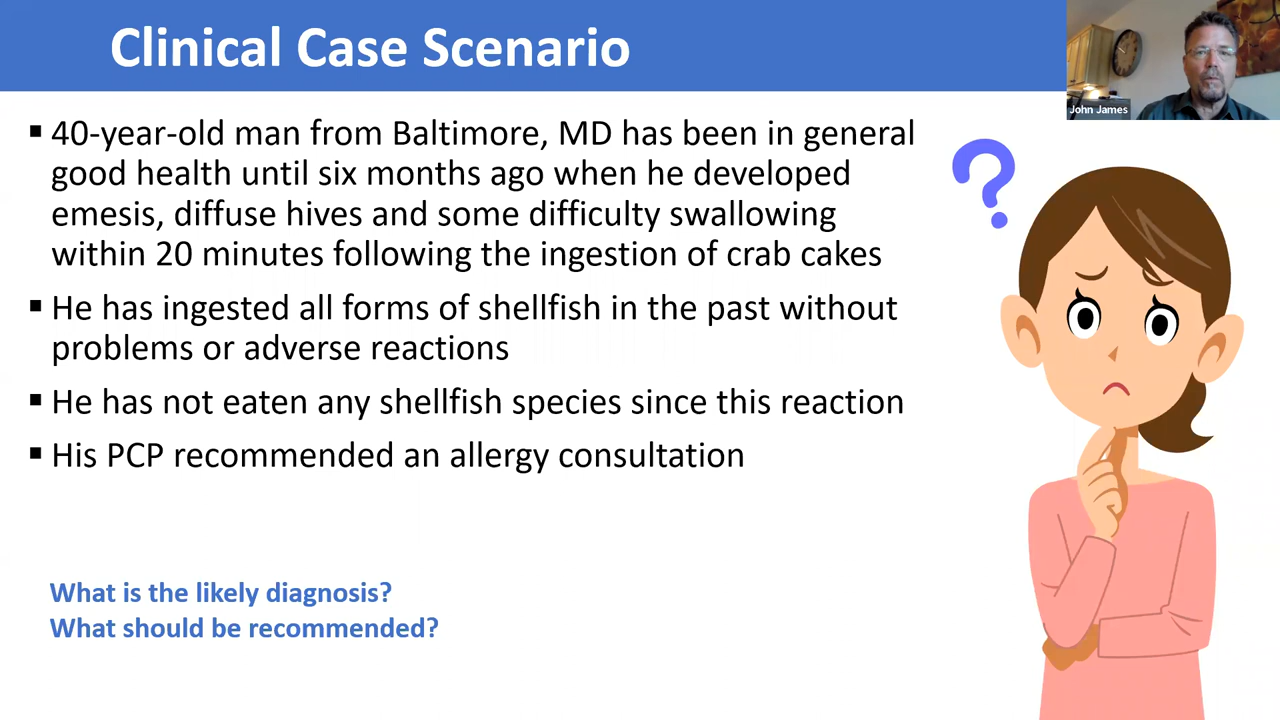 Clinical Case Scenario
John James
▪ 40-year-old man from Baltimore, MD has been in general
good health until six months ago when he developed
emesis, diffuse hives and some difficulty swallowing
within 20 minutes following the ingestion of crab cakes
▪ He has ingested all forms of shellfish in the past without
problems or adverse reactions
▪ He has not eaten any shellfish species since this reaction
▪ His PCP recommended an allergy consultation
What is the likely diagnosis?
What should be recommended?
?